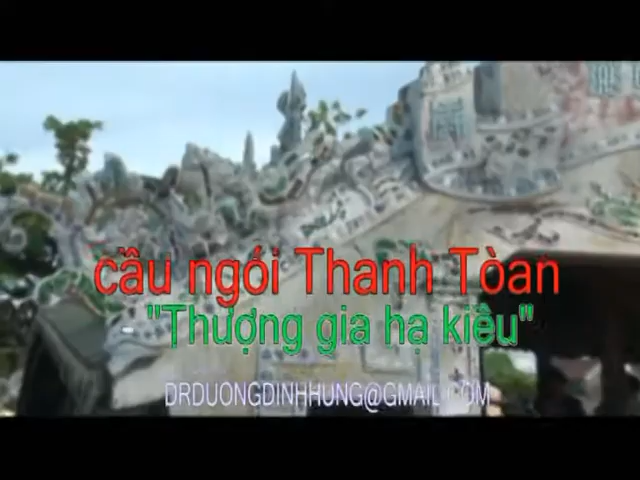 cầu ngói Thanh Tòan
"Thượng gia hạ kiều"
DRDUONGDINHHUNG@GMAIL.COM